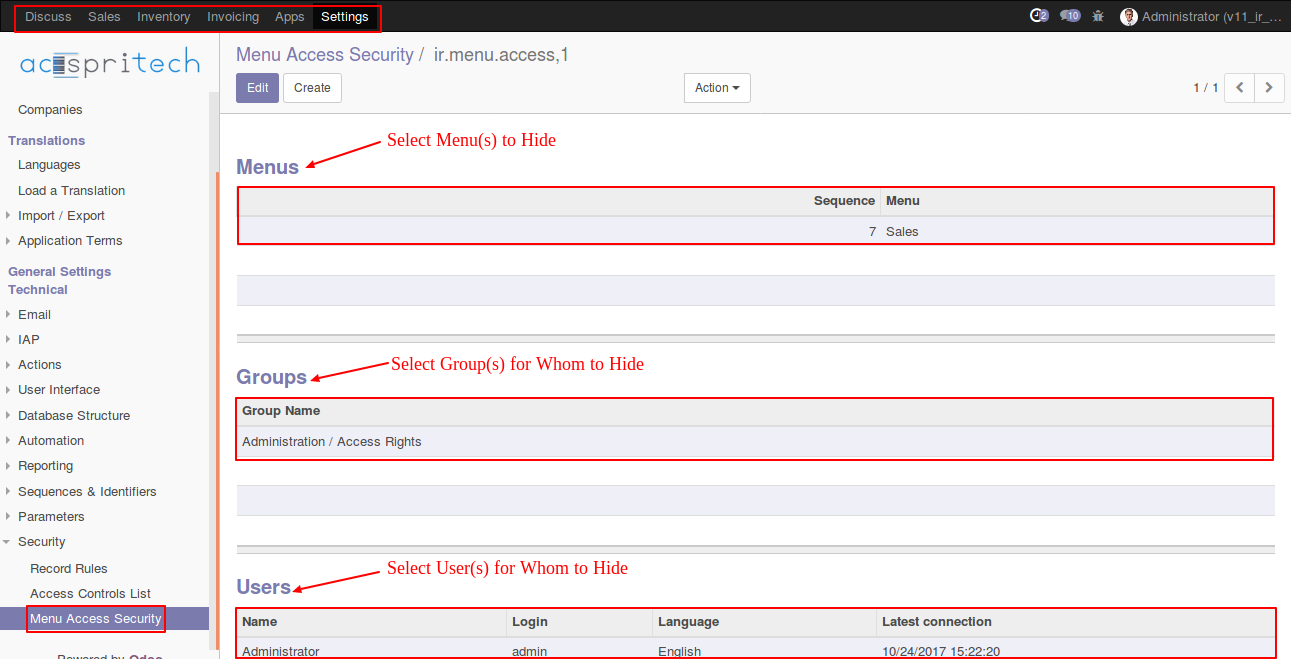 Discuss Sales Inventory Invoicing Apps Settings 2 10 Administrator (v11_ir_...
Menu Access Security / ir.menu.access,1
Edit Create Action 1 / 1
Companies
Translations
Languages
Load a Translation
Import / Export
Application Terms
General Settings
Technical
Email
IAP
Actions
User Interface
Database Structure
Automation
Reporting
Sequences & Identifiers
Parameters
Security
Record Rules
Access Controls List
Menu Access Security
Powered by Odoo
Select Menu(s) to Hide
Menus
Sequence Menu
7 Sales
Select Group(s) for Whom to Hide
Groups
Group Name
Administration / Access Rights
Select User(s) for Whom to Hide
Users
Name Login Language Latest connection
Administrator admin English 10/24/2017 15:22:20